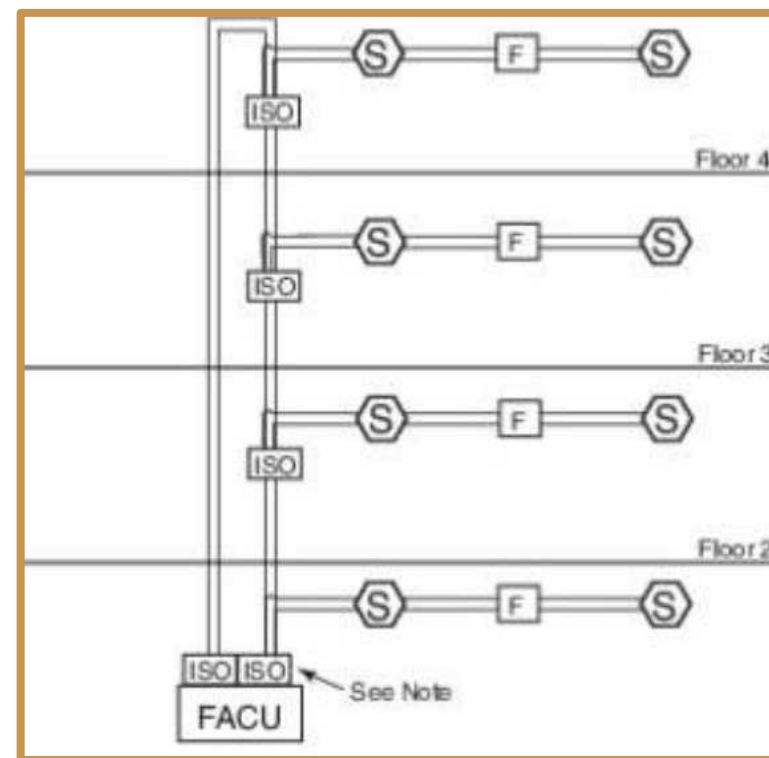 S F S
ISO
Floor 4
S F S
ISO
Floor 3
S F S
ISO
Floor 2
S F S
ISO ISO
See Note
FACU